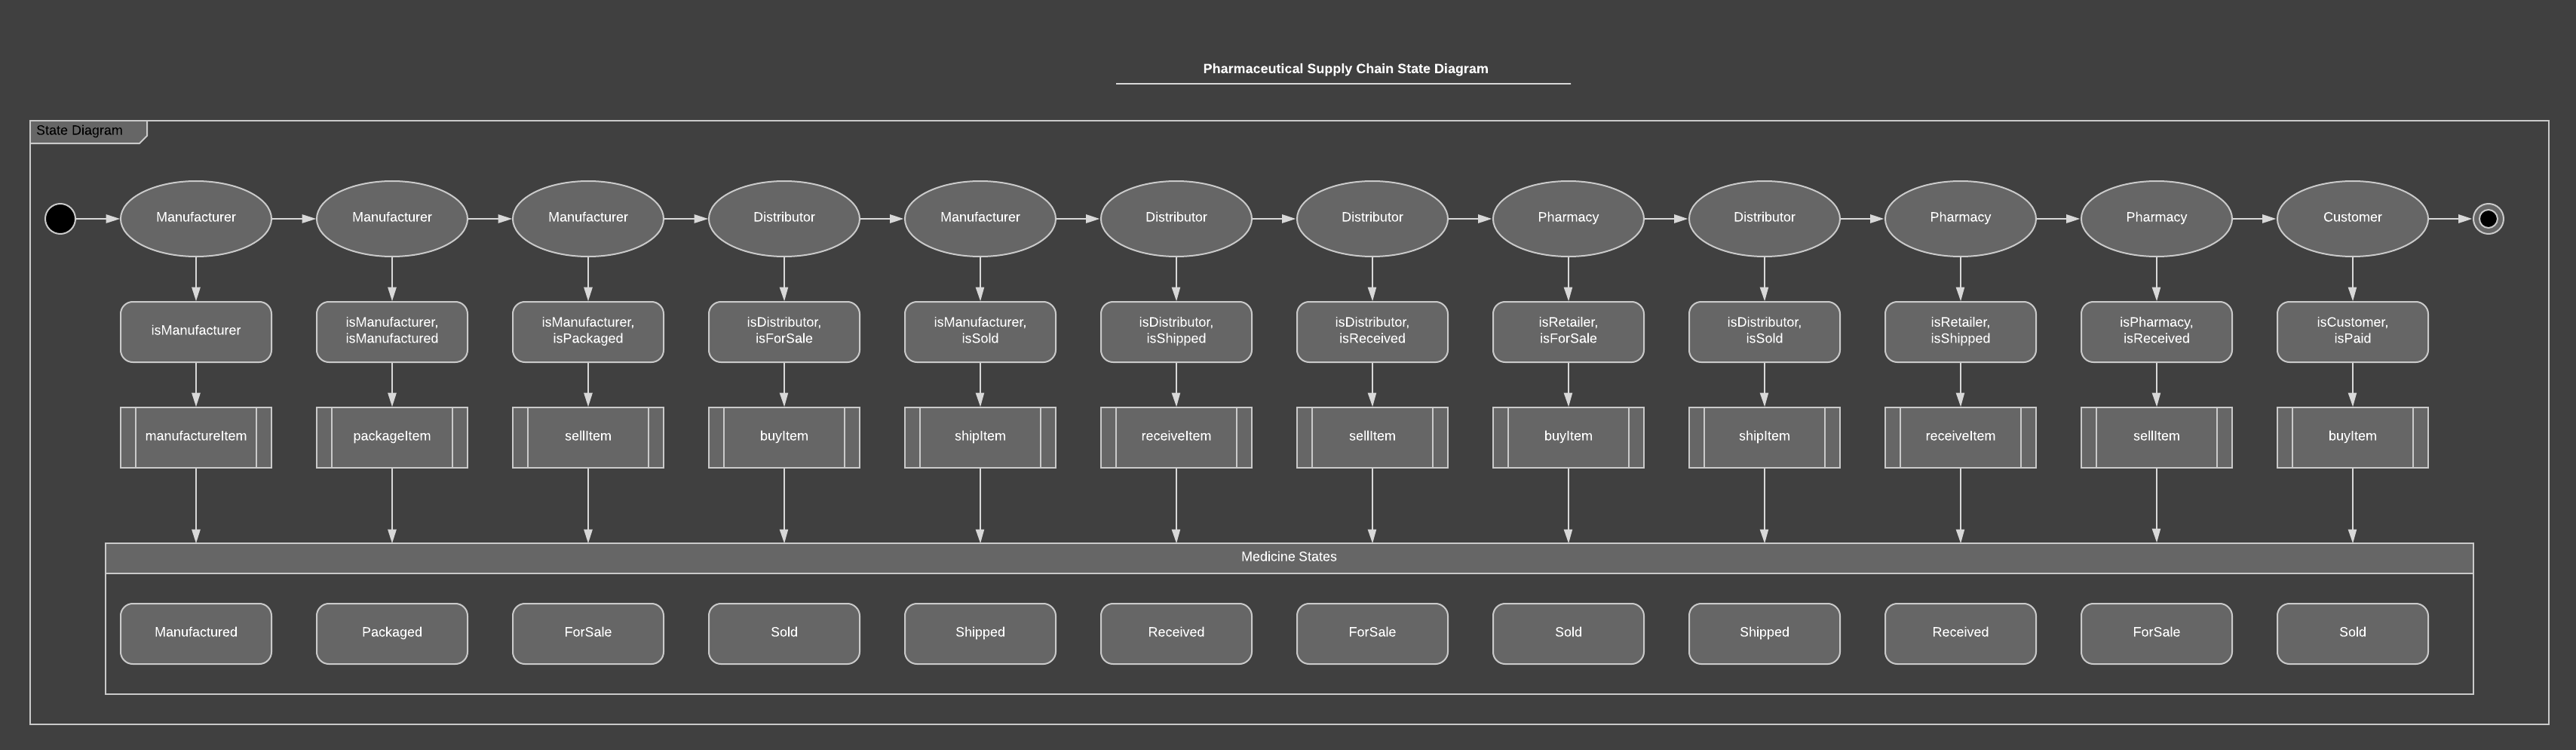 Pharmaceutical Supply Chain State Diagram
State Diagram
Manufacturer
Manufacturer
Manufacturer
Distributor
Manufacturer
Distributor
Distributor
Pharmacy
Distributor
Pharmacy
Pharmacy
Customer
isManufacturer
isManufacturer,
isManufactured
isManufacturer,
isPackaged
isDistributor,
isForSale
isManufacturer,
isSold
isDistributor,
isShipped
isDistributor,
isReceived
isRetailer,
isForSale
isDistributor,
isSold
isRetailer,
isShipped
isPharmacy,
isReceived
isCustomer,
isPaid
manufactureItem
packageItem
sellItem
buyItem
shipItem
receiveItem
sellItem
buyItem
shipItem
receiveItem
sellItem
buyItem
Medicine States
Manufactured
Packaged
ForSale
Sold
Shipped
Received
ForSale
Sold
Shipped
Received
ForSale
Sold